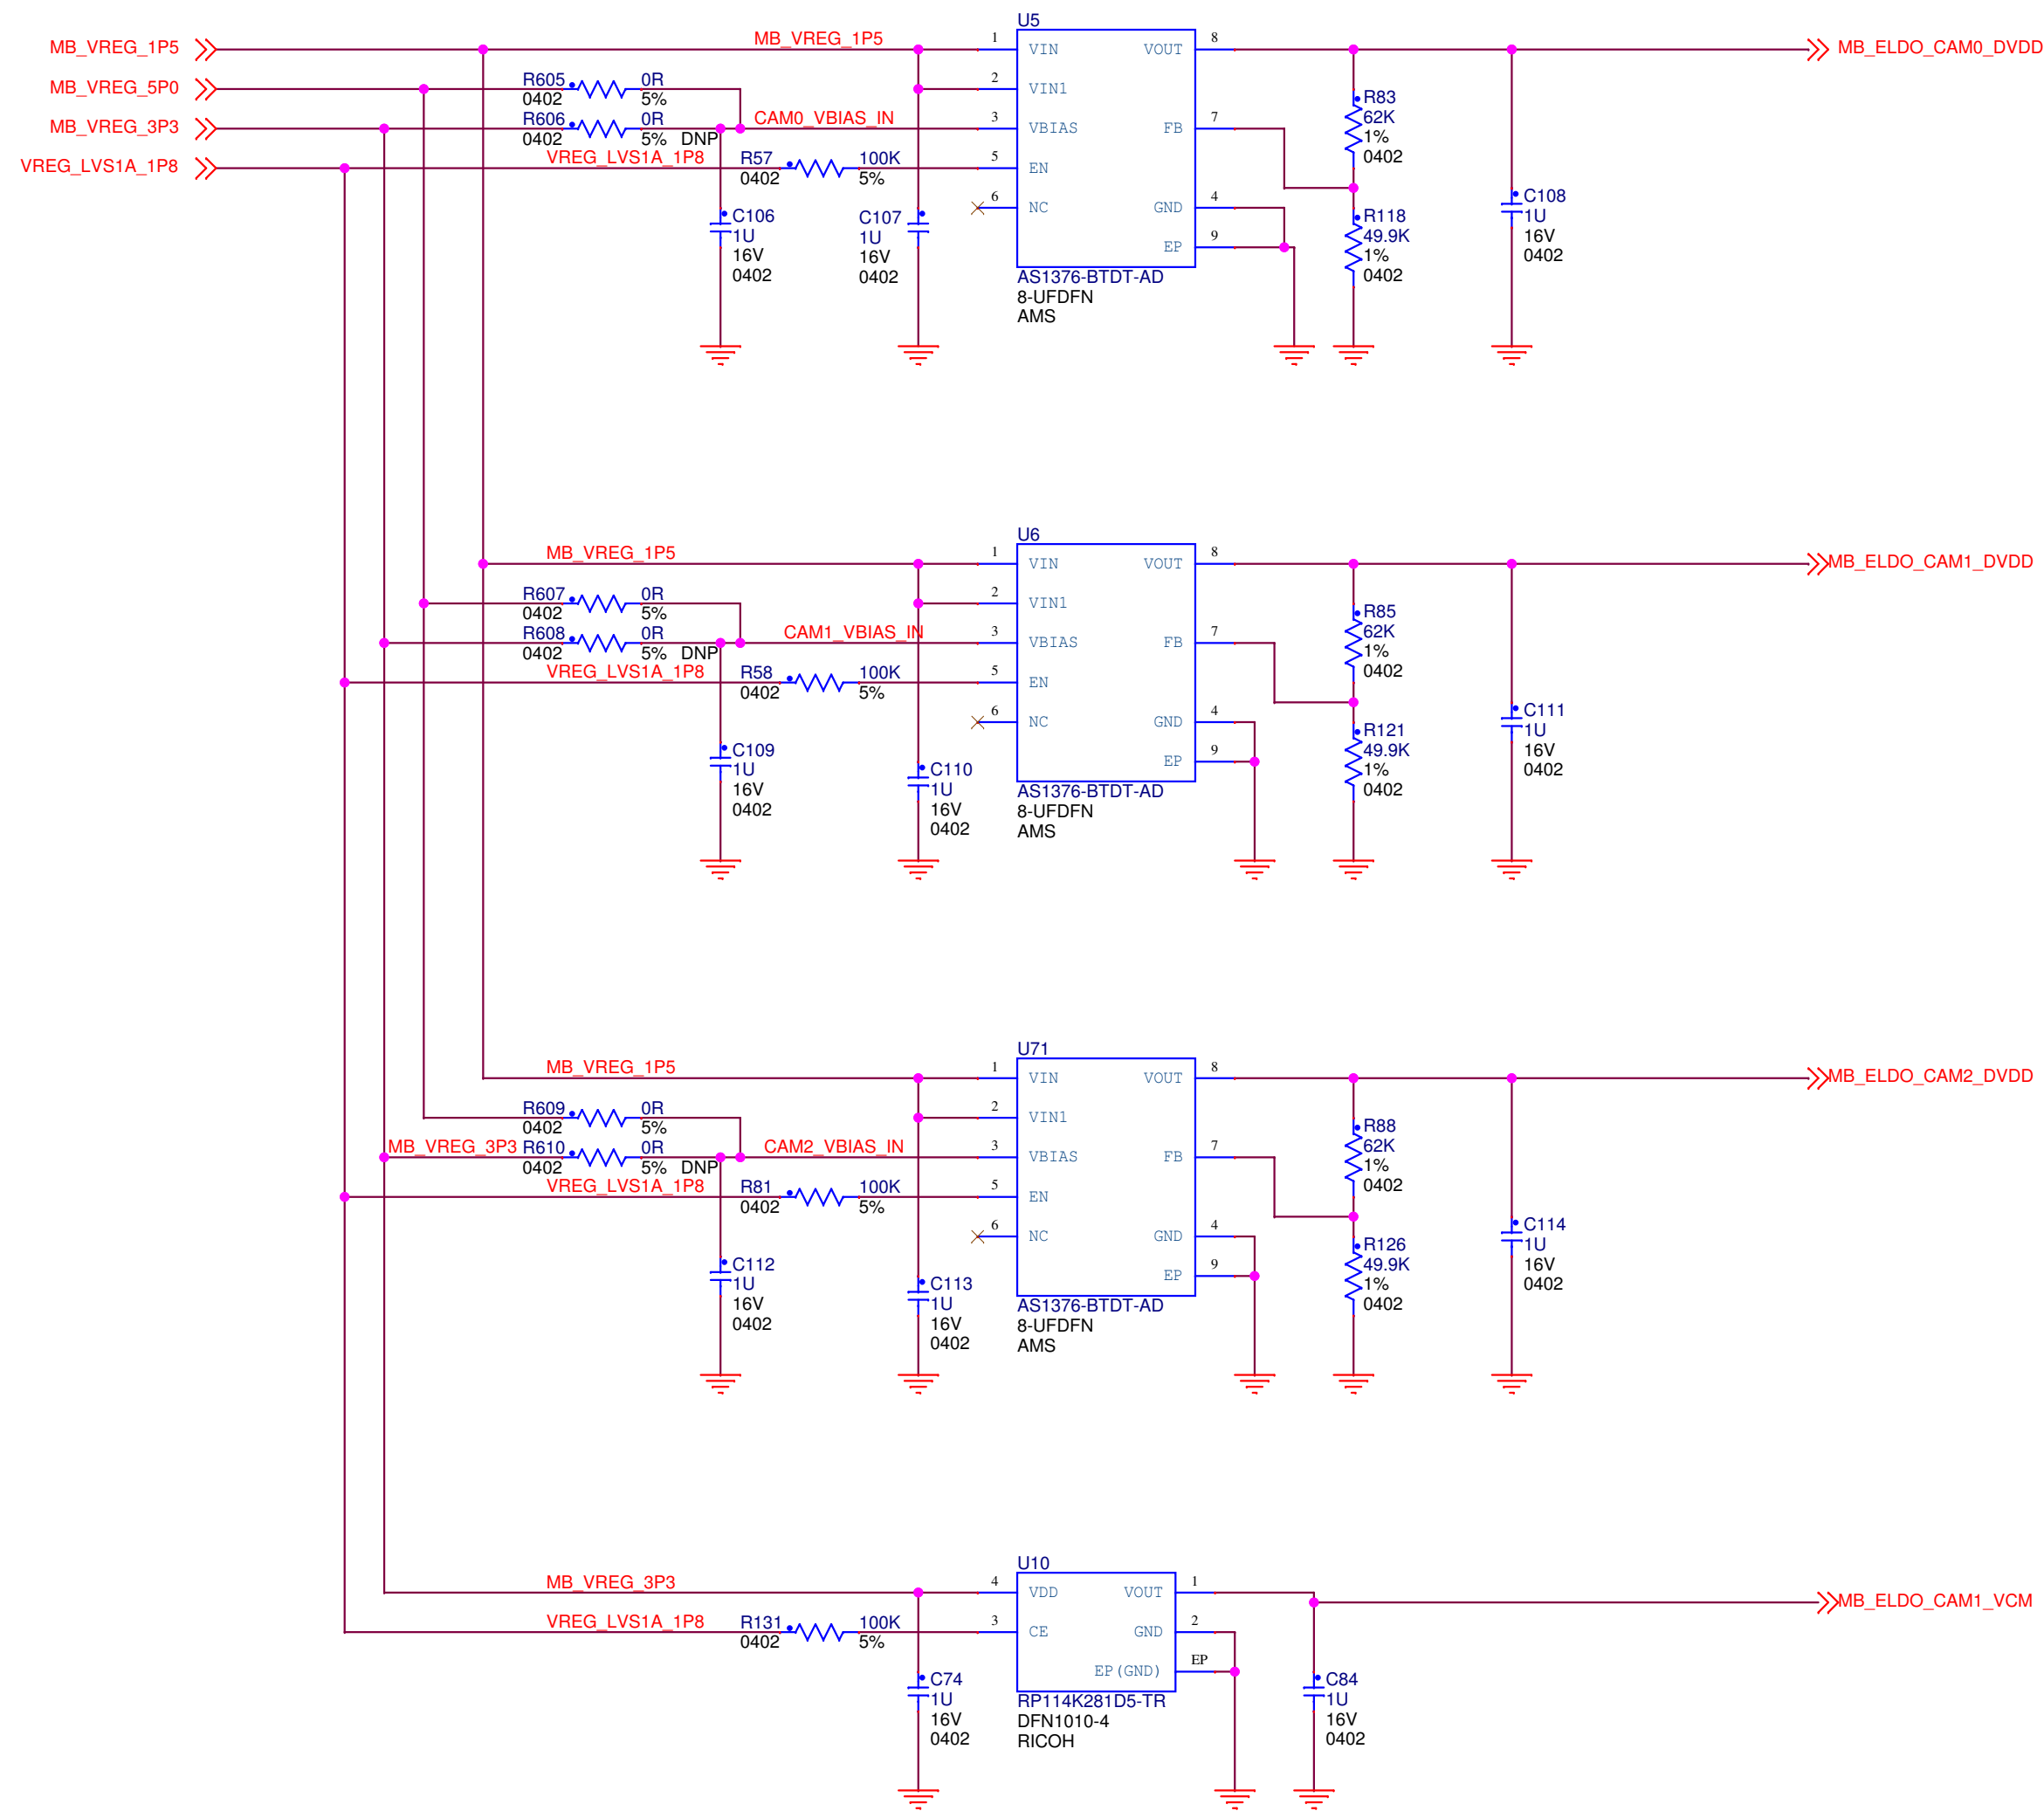 MB_VREG_1P5
MB_VREG_5P0
MB_VREG_3P3
VREG_LVS1A_1P8
MB_VREG_1P5
R605 0R
0402 5%
R606 0R
0402 5% DNP
CAM0_VBIAS_IN
VREG_LVS1A_1P8
R57 100K
0402 5%
C106
1U
16V
0402
C107
1U
16V
0402
U5
1 VIN VOUT 8
2 VIN1
3 VBIAS FB 7
5 EN
6 NC GND 4
EP 9
AS1376-BTDT-AD
8-UFDFN
AMS
R83
62K
1%
0402
R118
49.9K
1%
0402
C108
1U
16V
0402
MB_ELDO_CAM0_DVDD
MB_VREG_1P5
R607 0R
0402 5%
R608 0R
0402 5% DNP
CAM1_VBIAS_IN
VREG_LVS1A_1P8
R58 100K
0402 5%
C109
1U
16V
0402
C110
1U
16V
0402
U6
1 VIN VOUT 8
2 VIN1
3 VBIAS FB 7
5 EN
6 NC GND 4
EP 9
AS1376-BTDT-AD
8-UFDFN
AMS
R85
62K
1%
0402
R121
49.9K
1%
0402
C111
1U
16V
0402
MB_ELDO_CAM1_DVDD
MB_VREG_1P5
R609 0R
0402 5%
MB_VREG_3P3
R610 0R
0402 5% DNP
CAM2_VBIAS_IN
VREG_LVS1A_1P8
R81 100K
0402 5%
C112
1U
16V
0402
C113
1U
16V
0402
U71
1 VIN VOUT 8
2 VIN1
3 VBIAS FB 7
5 EN
6 NC GND 4
EP 9
AS1376-BTDT-AD
8-UFDFN
AMS
R88
62K
1%
0402
R126
49.9K
1%
0402
C114
1U
16V
0402
MB_ELDO_CAM2_DVDD
MB_VREG_3P3
VREG_LVS1A_1P8
R131 100K
0402 5%
C74
1U
16V
0402
U10
4 VDD VOUT 1
3 CE GND 2
EP(GND) EP
RP114K281D5-TR
DFN1010-4
RICOH
C84
1U
16V
0402
MB_ELDO_CAM1_VCM